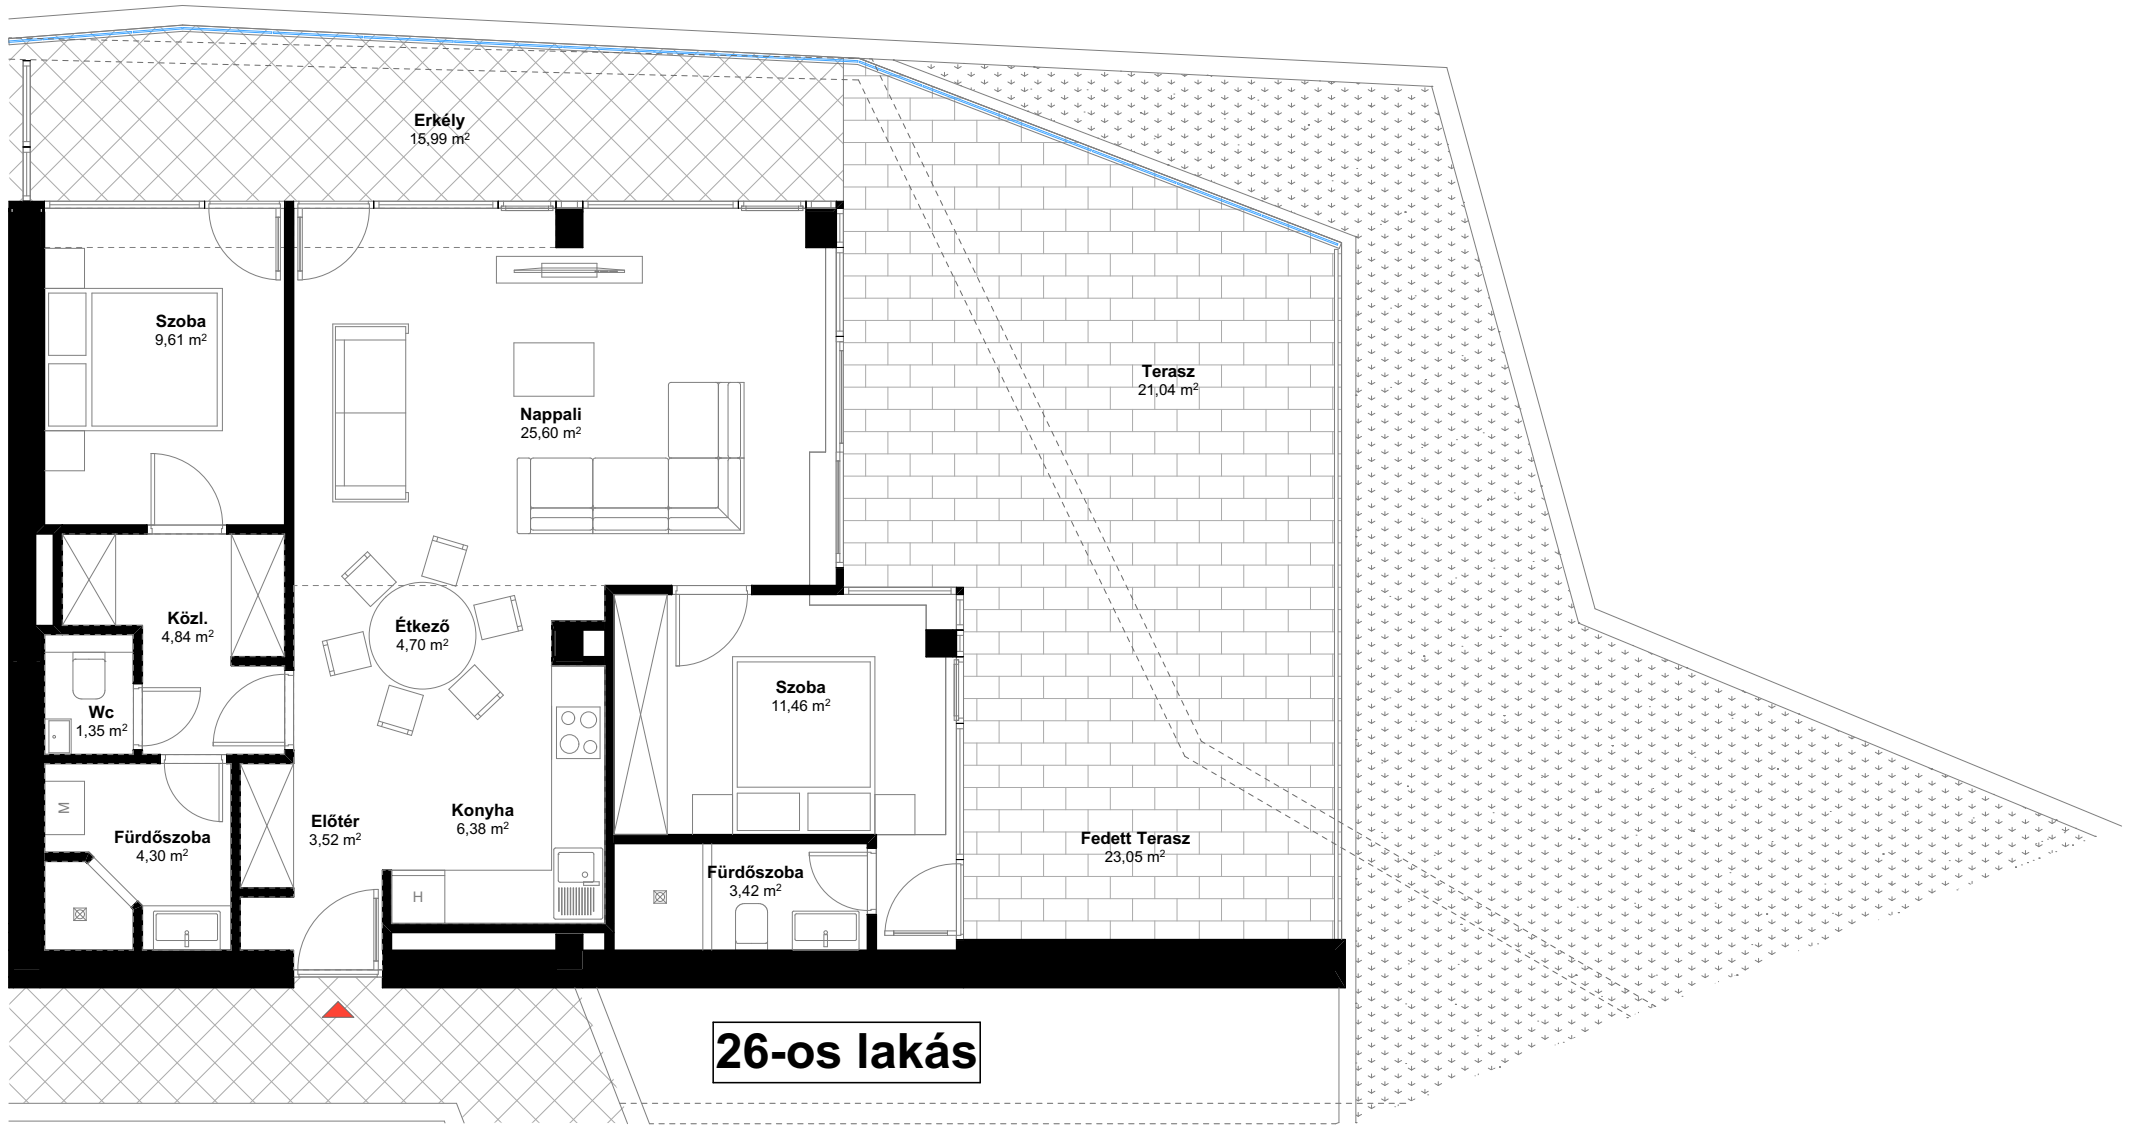 Erkély
15,99 m²
Szoba
9,61 m²
Terasz
21,04 m²
Nappali
25,60 m²
Közl.
4,84 m²
Étkező
4,70 m²
Szoba
11,46 m²
Wc
1,35 m²
M
Előtér
3,52 m²
Konyha
6,38 m²
Fürdőszoba
4,30 m²
Fedett Terasz
23,05 m²
Fürdőszoba
3,42 m²
H
26-os lakás